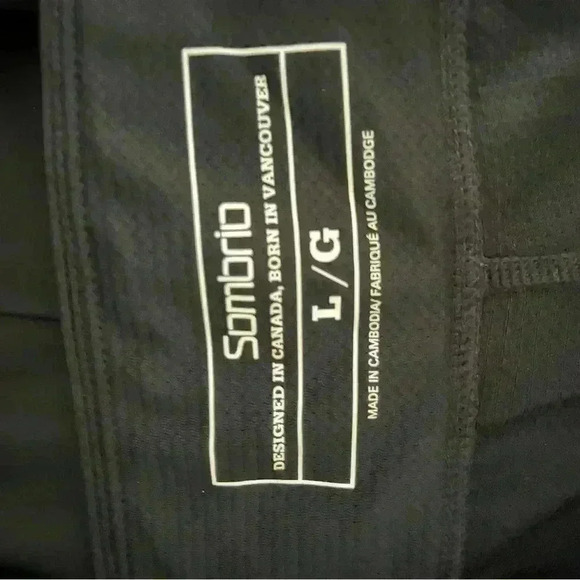 Sombrio
DESIGNED IN CANADA, BORN IN VANCOUVER
L/G
MADE IN CAMBODIA/ FABRIQUÉ AU CAMBODGE